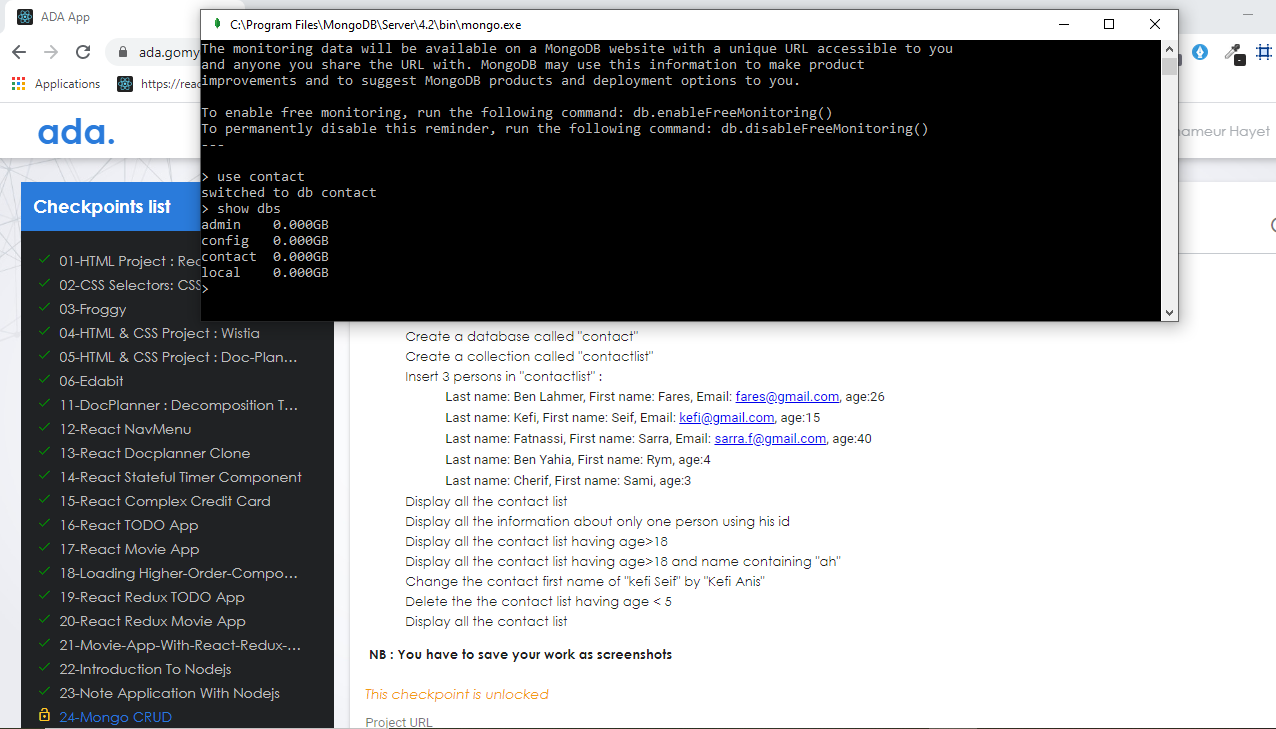 ADA App
ada.gomy
Applications
https://read
ada.
hameur Hayet
C:\Program Files\MongoDB\Server\4.2\bin\mongo.exe
The monitoring data will be available on a MongoDB website with a unique URL accessible to you
and anyone you share the URL with. MongoDB may use this information to make product
improvements and to suggest MongoDB products and deployment options to you.
To enable free monitoring, run the following command: db.enableFreeMonitoring()
To permanently disable this reminder, run the following command: db.disableFreeMonitoring()
---
> use contact
switched to db contact
> show dbs
admin 0.000GB
config 0.000GB
contact 0.000GB
local 0.000GB
>
Checkpoints list
01-HTML Project : Rec
02-CSS Selectors: CSS
03-Froggy
04-HTML & CSS Project : Wistia
05-HTML & CSS Project : Doc-Plan...
06-Edabit
11-DocPlanner : Decomposition T...
12-React NavMenu
13-React Docplanner Clone
14-React Stateful Timer Component
15-React Complex Credit Card
16-React TODO App
17-React Movie App
18-Loading Higher-Order-Compo...
19-React Redux TODO App
20-React Redux Movie App
21-Movie-App-With-React-Redux-...
22-Introduction To Nodejs
23-Note Application With Nodejs
24-Mongo CRUD
Create a database called "contact"
Create a collection called "contactlist"
Insert 3 persons in "contactlist" :
Last name: Ben Lahmer, First name: Fares, Email: fares@gmail.com, age:26
Last name: Kefi, First name: Seif, Email: kefi@gmail.com, age:15
Last name: Fatnassi, First name: Sarra, Email: sarra.f@gmail.com, age:40
Last name: Ben Yahia, First name: Rym, age:4
Last name: Cherif, First name: Sami, age:3
Display all the contact list
Display all the information about only one person using his id
Display all the contact list having age>18
Display all the contact list having age>18 and name containing "ah"
Change the contact first name of "kefi Seif" by "Kefi Anis"
Delete the the contact list having age < 5
Display all the contact list
NB : You have to save your work as screenshots
This checkpoint is unlocked
Project URL